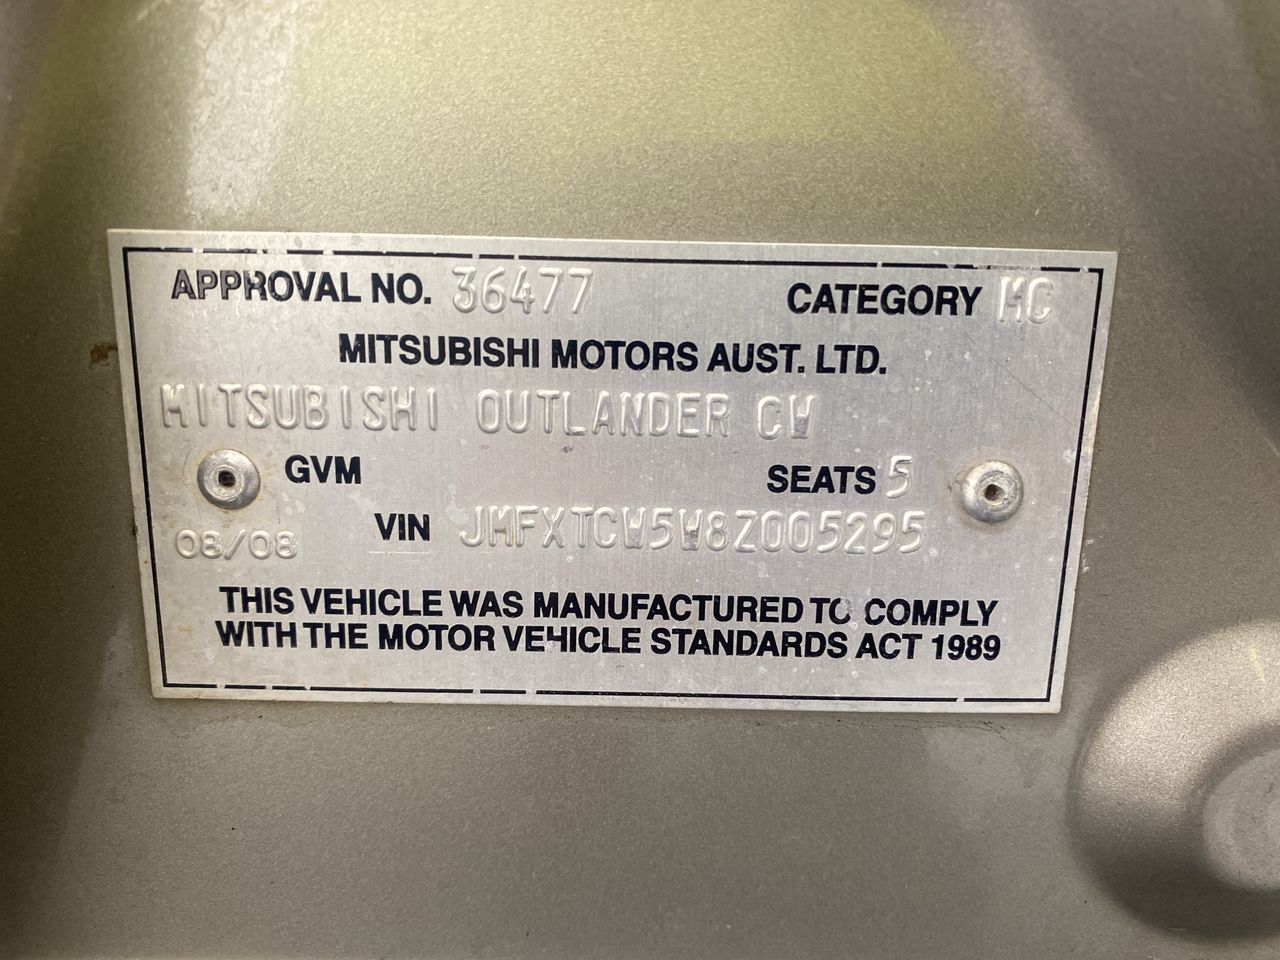 APPROVAL NO. 36477 CATEGORY MC
MITSUBISHI MOTORS AUST. LTD.
MITSUBISHI OUTLANDER CW
GVM SEATS 5
08/08 VIN JMFXTCW5W8Z005295
THIS VEHICLE WAS MANUFACTURED TO COMPLY
WITH THE MOTOR VEHICLE STANDARDS ACT 1989